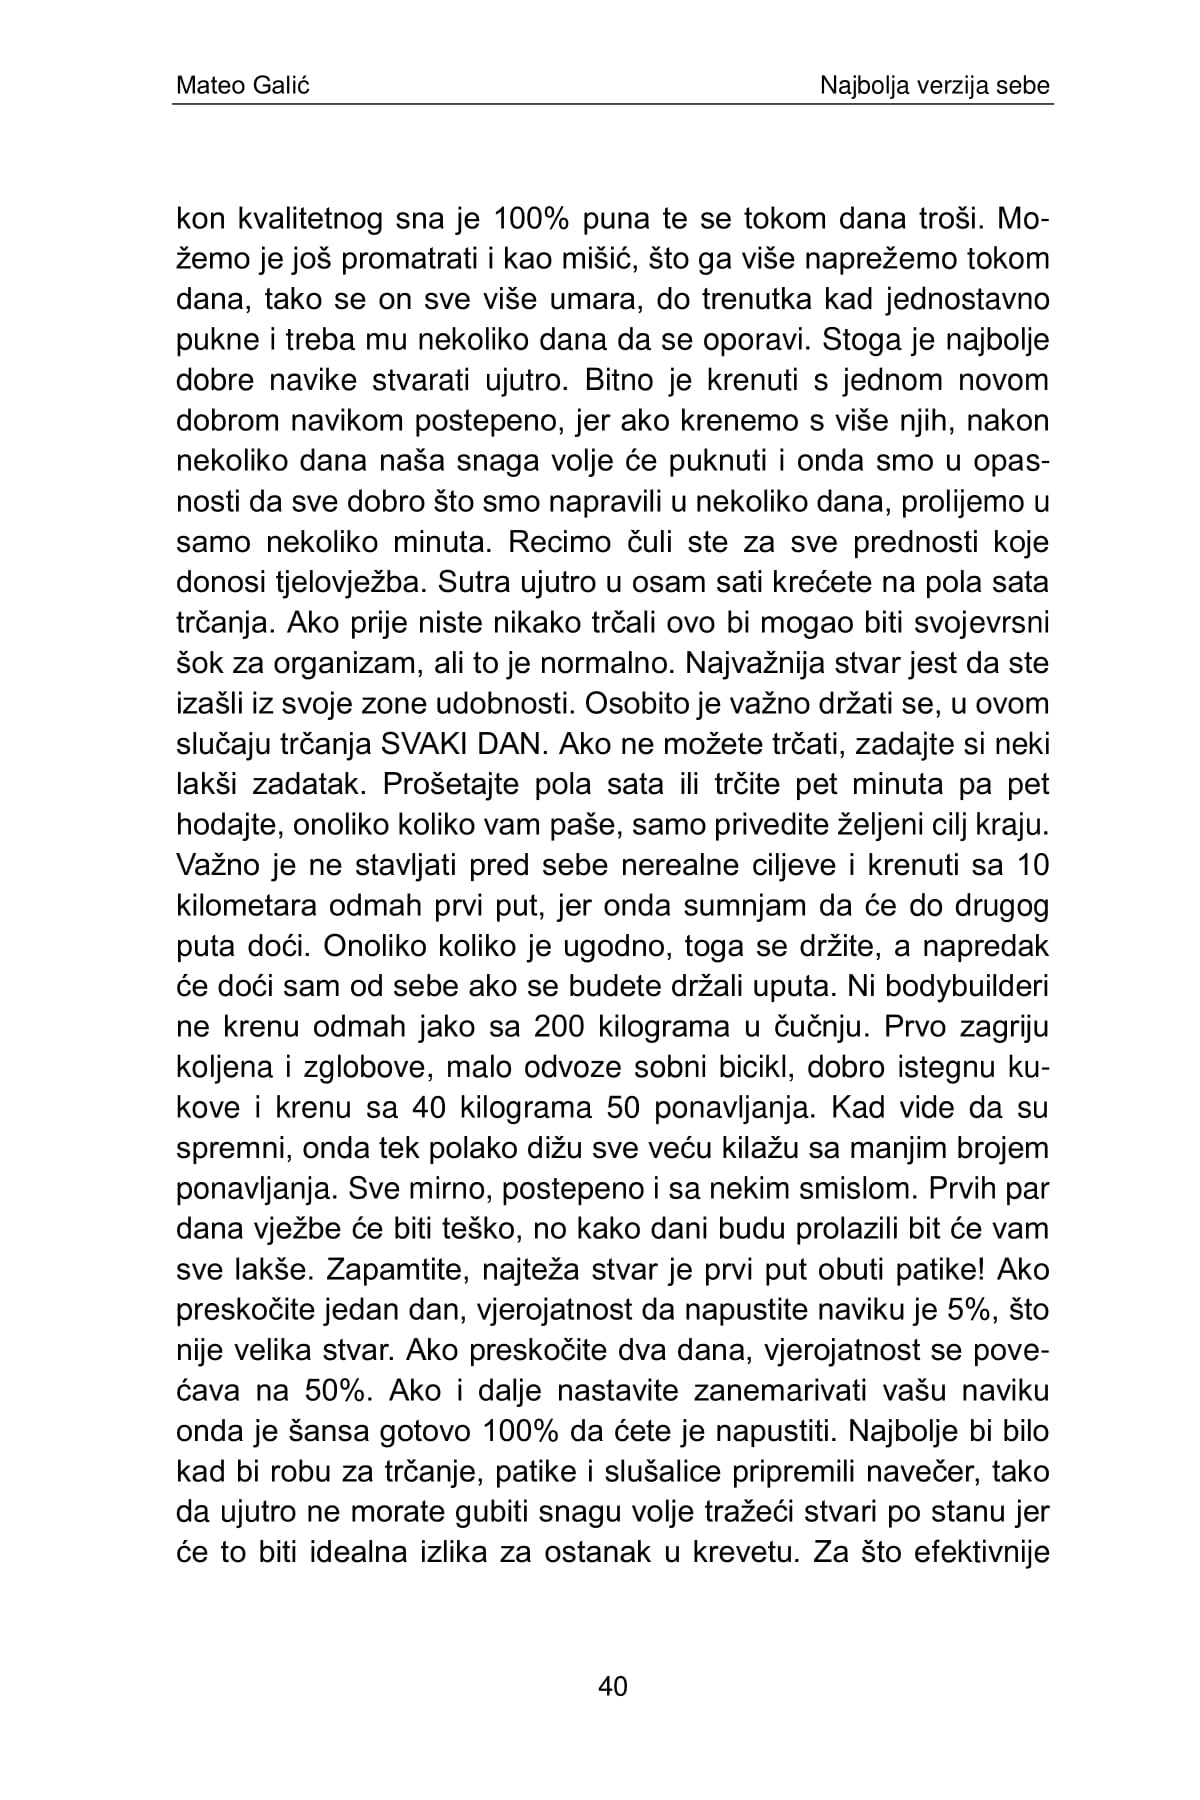 Mateo Galić Najbolja verzija sebe
kon kvalitetnog sna je 100% puna te se tokom dana troši. Mo-
žemo je još promatrati i kao mišić, što ga više naprežemo tokom
dana, tako se on sve više umara, do trenutka kad jednostavno
pukne i treba mu nekoliko dana da se oporavi. Stoga je najbolje
dobre navike stvarati ujutro. Bitno je krenuti s jednom novom
dobrom navikom postepeno, jer ako krenemo s više njih, nakon
nekoliko dana naša snaga volje će puknuti i onda smo u opas-
nosti da sve dobro što smo napravili u nekoliko dana, prolijemo u
samo nekoliko minuta. Recimo čuli ste za sve prednosti koje
donosi tjelovježba. Sutra ujutro u osam sati krećete na pola sata
trčanja. Ako prije niste nikako trčali ovo bi mogao biti svojevrsni
šok za organizam, ali to je normalno. Najvažnija stvar jest da ste
izašli iz svoje zone udobnosti. Osobito je važno držati se, u ovom
slučaju trčanja SVAKI DAN. Ako ne možete trčati, zadajte si neki
lakši zadatak. Prošetajte pola sata ili trčite pet minuta pa pet
hodajte, onoliko koliko vam paše, samo privedite željeni cilj kraju.
Važno je ne stavljati pred sebe nerealne ciljeve i krenuti sa 10
kilometara odmah prvi put, jer onda sumnjam da će do drugog
puta doći. Onoliko koliko je ugodno, toga se držite, a napredak
će doći sam od sebe ako se budete držali uputa. Ni bodybuilderi
ne krenu odmah jako sa 200 kilograma u čučnju. Prvo zagriju
koljena i zglobove, malo odvoze sobni bicikl, dobro istegnu ku-
kove i krenu sa 40 kilograma 50 ponavljanja. Kad vide da su
spremni, onda tek polako dižu sve veću kilažu sa manjim brojem
ponavljanja. Sve mirno, postepeno i sa nekim smislom. Prvih par
dana vježbe će biti teško, no kako dani budu prolazili bit će vam
sve lakše. Zapamtite, najteža stvar je prvi put obuti patike! Ako
preskočite jedan dan, vjerojatnost da napustite naviku je 5%, što
nije velika stvar. Ako preskočite dva dana, vjerojatnost se pove-
ćava na 50%. Ako i dalje nastavite zanemarivati vašu naviku
onda je šansa gotovo 100% da ćete je napustiti. Najbolje bi bilo
kad bi robu za trčanje, patike i slušalice pripremili navečer, tako
da ujutro ne morate gubiti snagu volje tražeći stvari po stanu jer
će to biti idealna izlika za ostanak u krevetu. Za što efektivnije
40